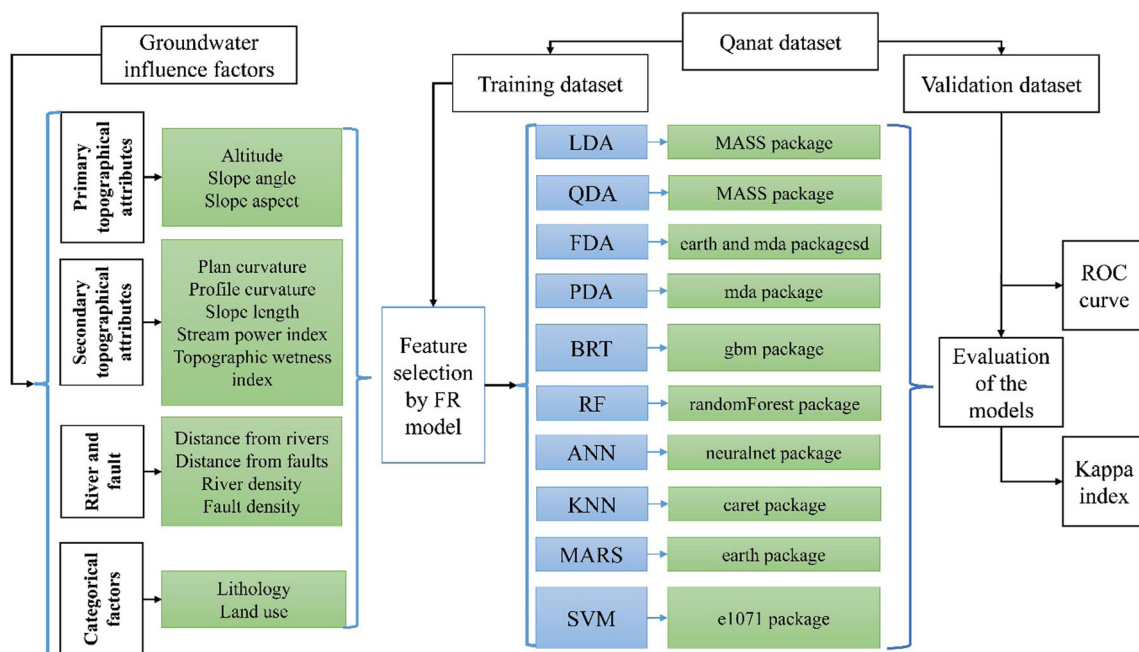 Groundwater
influence factors
Primary
topographical
attributes
Altitude
Slope angle
Slope aspect
Secondary
topographical
attributes
Plan curvature
Profile curvature
Slope length
Stream power index
Topographic wetness
index
River and
fault
Distance from rivers
Distance from faults
River density
Fault density
Categorical
factors
Lithology
Land use
Feature
selection
by FR
model
Qanat dataset
Training dataset
Validation dataset
LDA
MASS package
QDA
MASS package
FDA
earth and mda packagesd
PDA
mda package
BRT
gbm package
RF
randomForest package
ANN
neuralnet package
KNN
caret package
MARS
earth package
SVM
e1071 package
ROC
curve
Evaluation
of the
models
Kappa
index